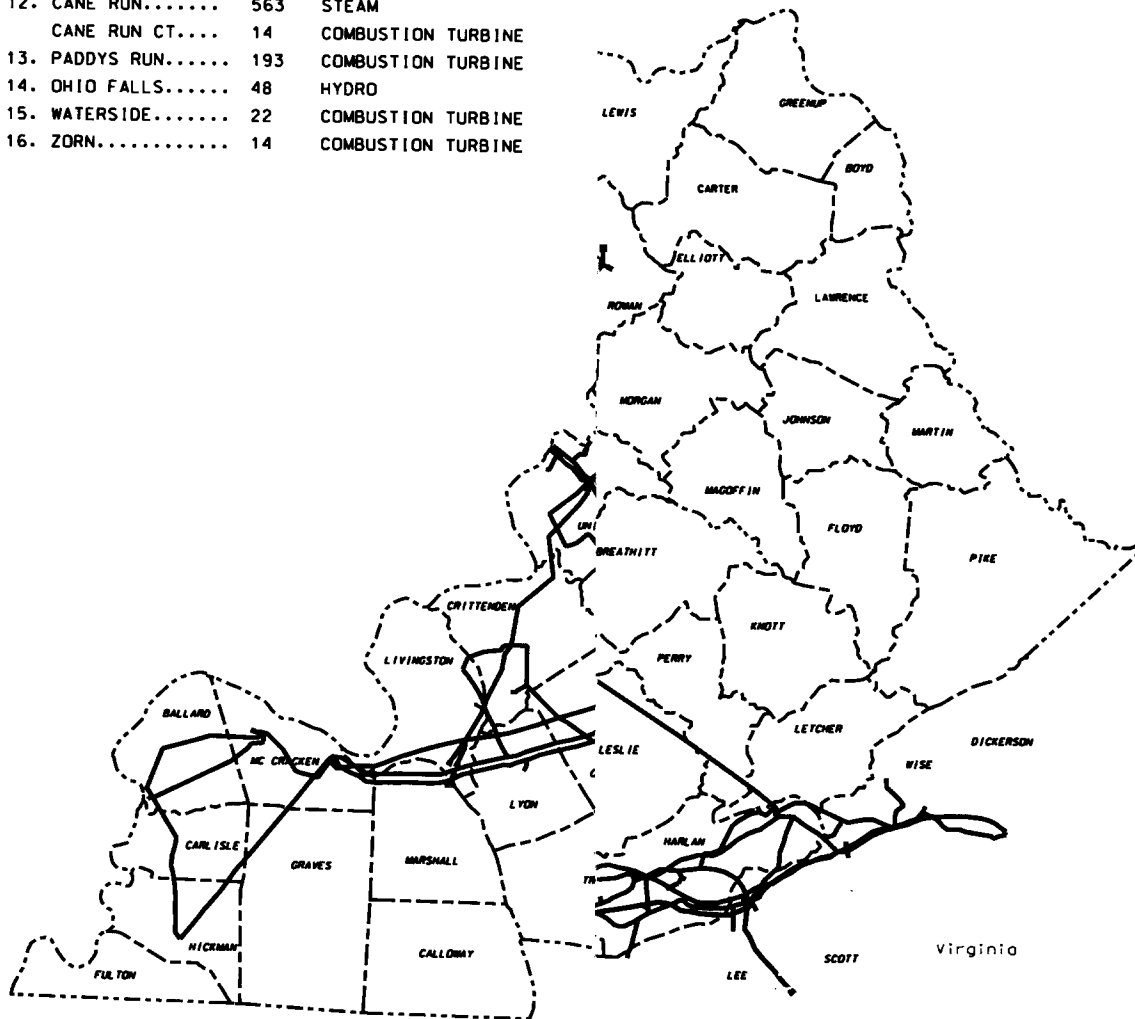 12. CANE RUN....... 563 STEAM
CANE RUN CT.... 14 COMBUSTION TURBINE
13. PADDYS RUN...... 193 COMBUSTION TURBINE
14. OHIO FALLS...... 48 HYDRO
15. WATERSIDE....... 22 COMBUSTION TURBINE
16. ZORN............ 14 COMBUSTION TURBINE
LEWIS
GREENUP
BOYD
CARTER
ELLIOTT
ROWAN
LAWRENCE
MORGAN
JOHNSON
MARTIN
MAGOFFIN
FLOYD
UNI
BREATHITT
PIKE
CRITTENDEN
KNOTT
PERRY
LIVINGSTON
BALLARD
LETCHER
DICKERSON
LESLIE
WISE
MC CRACKEN
LYON
CARLISLE
GRAVES
MARSHALL
HARLAN
HICKMAN
CALLOWAY
FULTON
LEE
SCOTT
Virginia